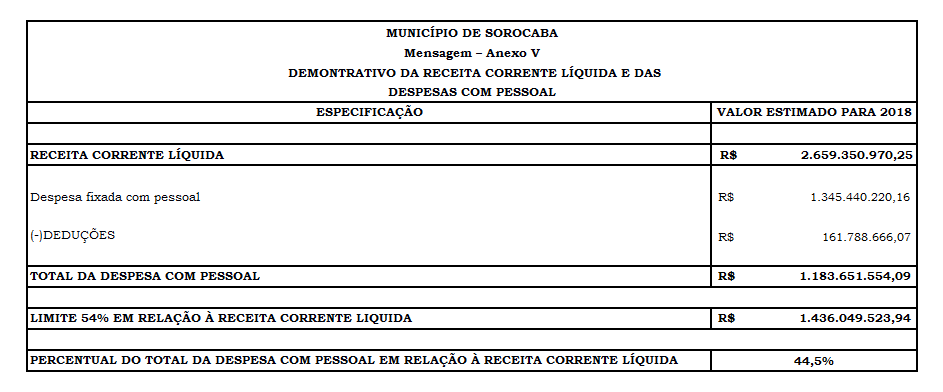 MUNICÍPIO DE SOROCABA
Mensagem – Anexo V
DEMONTRATIVO DA RECEITA CORRENTE LÍQUIDA E DAS
DESPESAS COM PESSOAL
ESPECIFICAÇÃO VALOR ESTIMADO PARA 2018
RECEITA CORRENTE LÍQUIDA R$ 2.659.350.970,25
Despesa fixada com pessoal R$ 1.345.440.220,16
(-)DEDUÇÕES R$ 161.788.666,07
TOTAL DA DESPESA COM PESSOAL R$ 1.183.651.554,09
LIMITE 54% EM RELAÇÃO À RECEITA CORRENTE LIQUIDA R$ 1.436.049.523,94
PERCENTUAL DO TOTAL DA DESPESA COM PESSOAL EM RELAÇÃO À RECEITA CORRENTE LÍQUIDA 44,5%